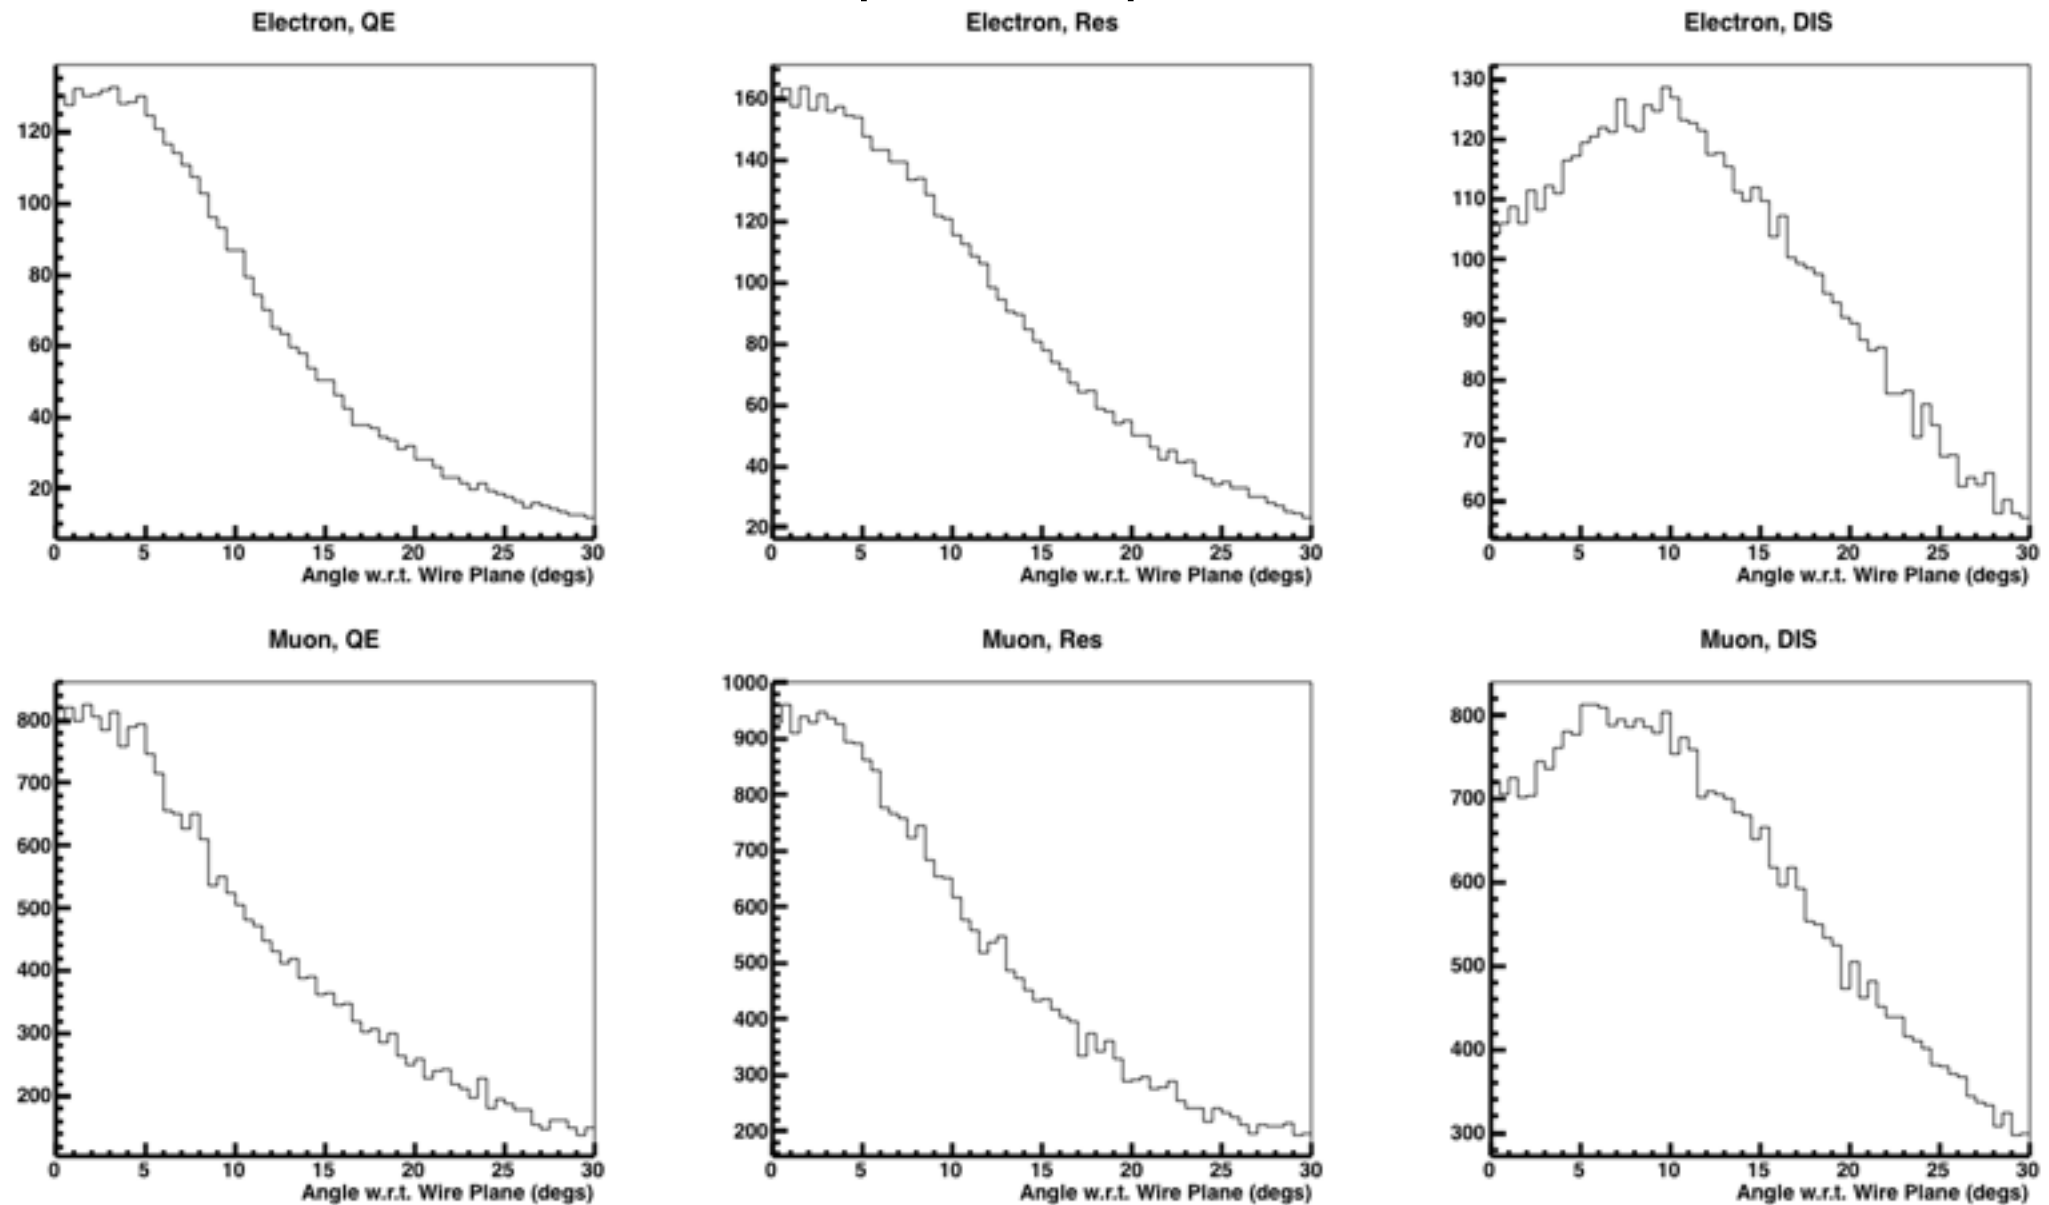 Electron, QE
120
100
80
60
40
20
0 5 10 15 20 25 30
Angle w.r.t. Wire Plane (degs)
Electron, Res
160
140
120
100
80
60
40
20
0 5 10 15 20 25 30
Angle w.r.t. Wire Plane (degs)
Electron, DIS
130
120
110
100
90
80
70
60
0 5 10 15 20 25 30
Angle w.r.t. Wire Plane (degs)
Muon, QE
800
700
600
500
400
300
200
0 5 10 15 20 25 30
Angle w.r.t. Wire Plane (degs)
Muon, Res
1000
900
800
700
600
500
400
300
200
0 5 10 15 20 25 30
Angle w.r.t. Wire Plane (degs)
Muon, DIS
800
700
600
500
400
300
0 5 10 15 20 25 30
Angle w.r.t. Wire Plane (degs)